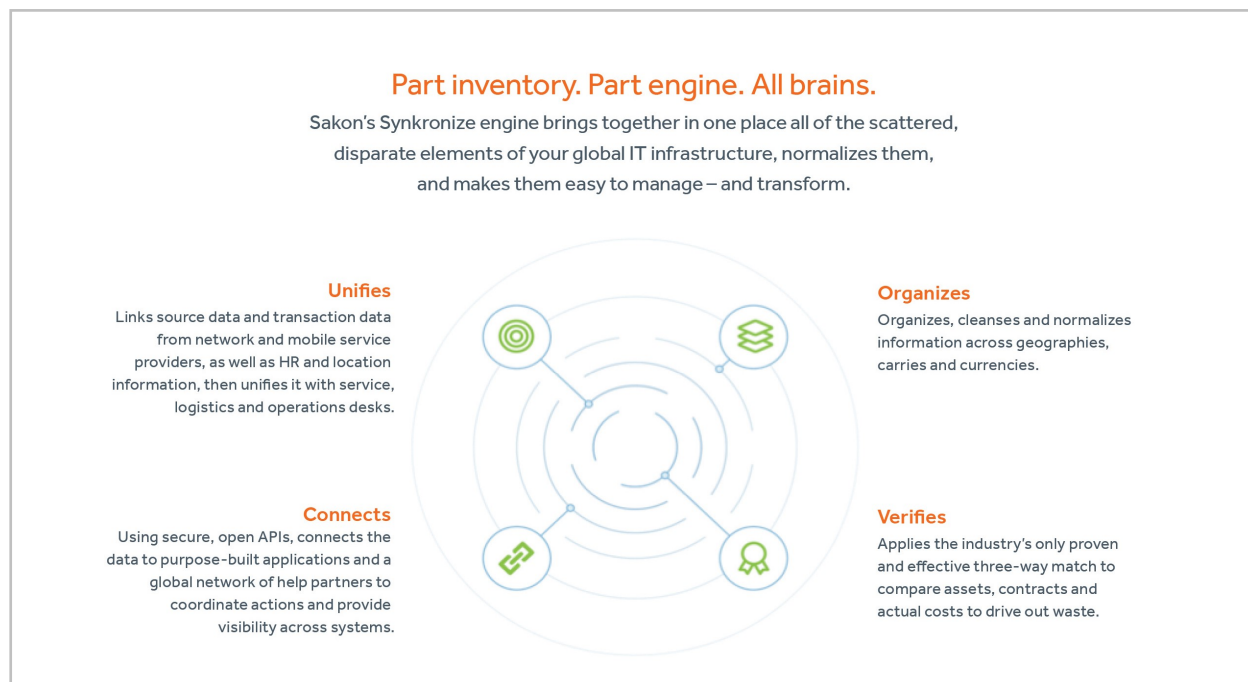 Part inventory. Part engine. All brains.
Sakon's Synkronize engine brings together in one place all of the scattered,
disparate elements of your global IT infrastructure, normalizes them,
and makes them easy to manage – and transform.
Unifies
Links source data and transaction data
from network and mobile service
providers, as well as HR and location
information, then unifies it with service,
logistics and operations desks.
Organizes
Organizes, cleanses and normalizes
information across geographies,
carries and currencies.
Connects
Using secure, open APIs, connects the
data to purpose-built applications and a
global network of help partners to
coordinate actions and provide
visibility across systems.
Verifies
Applies the industry's only proven
and effective three-way match to
compare assets, contracts and
actual costs to drive out waste.